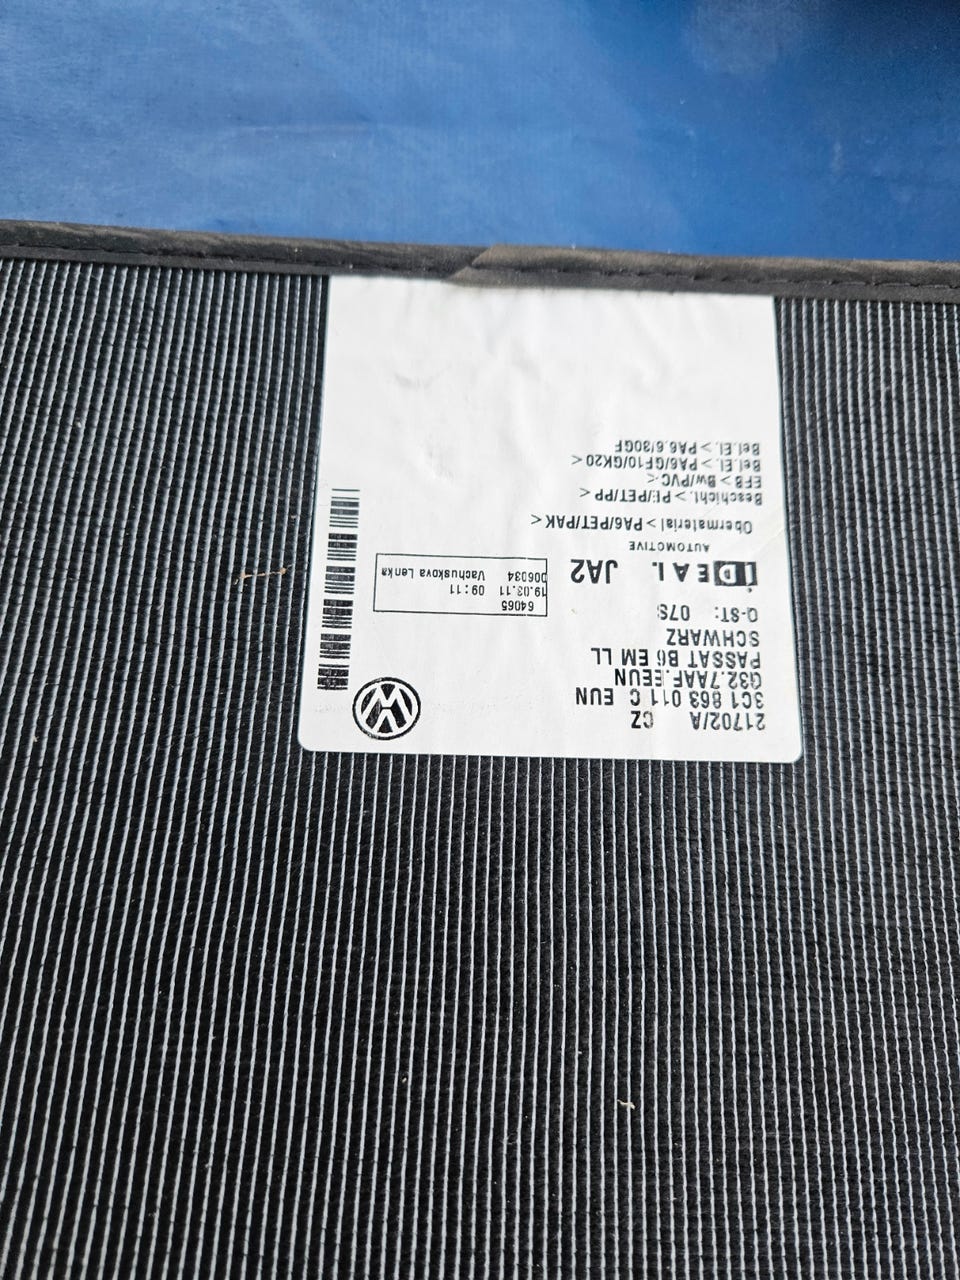 21702/A CZ
3C1 863 011 C EUN
G32.7AAF.EEUN
PASSAT B6 EM LL
SCHWARZ
Q-ST: 07S
64065
19.03.11 09:11
006034 Vachuskova Lenka
iDEAL JA2
AUTOMOTIVE
Obermaterial > PA6/PET/PAK <
Beschicht. > PE/PET/PP <
EFB > Bw/PVC <
Bel.El. > PA6/GF10/GK20 <
Bel.El. > PA6.6/30GF